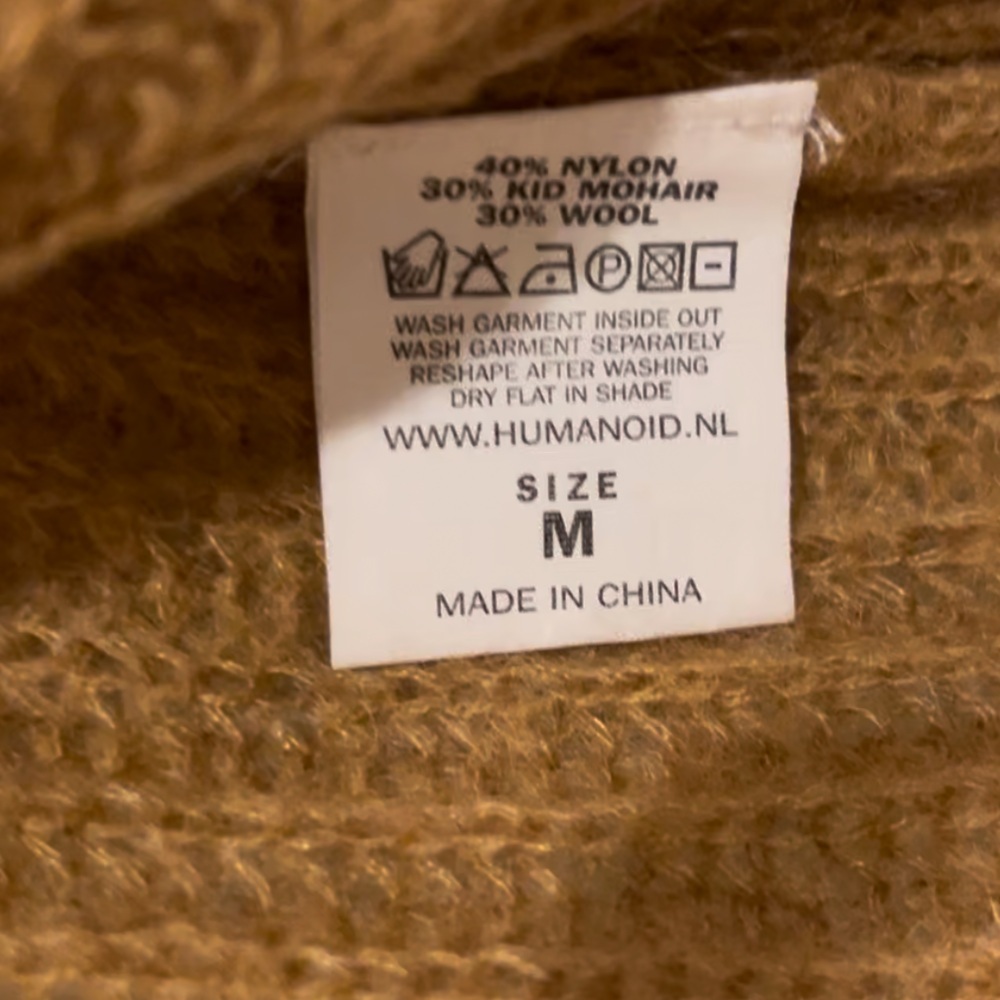 40% NYLON
30% KID MOHAIR
30% WOOL
P
WASH GARMENT INSIDE OUT
WASH GARMENT SEPARATELY
RESHAPE AFTER WASHING
DRY FLAT IN SHADE
WWW.HUMANOID.NL
SIZE
M
MADE IN CHINA